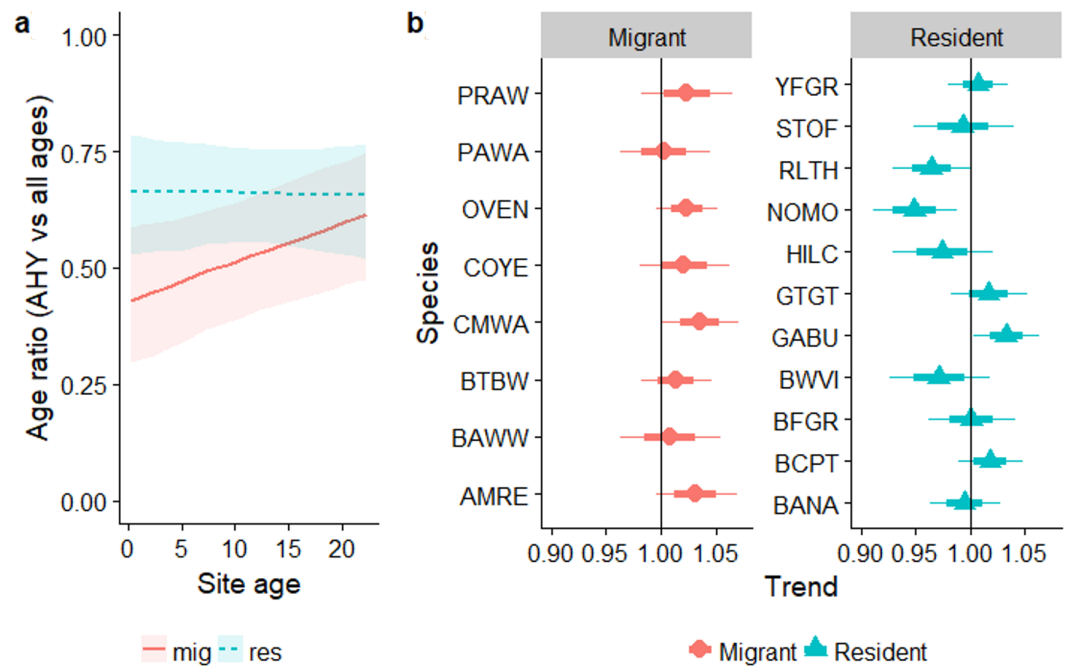 a
Age ratio (AHY vs all ages)
1.00
0.75
0.50
0.25
0.00
0 5 10 15 20
Site age
mig res
b
Migrant Resident
Species
PRAW
PAWA
OVEN
COYE
CMWA
BTBW
BAWW
AMRE
YFGR
STOF
RLTH
NOMO
HILC
GTGT
GABU
BWVI
BFGR
BCPT
BANA
0.90 0.95 1.00 1.05 0.90 0.95 1.00 1.05
Trend
Migrant Resident